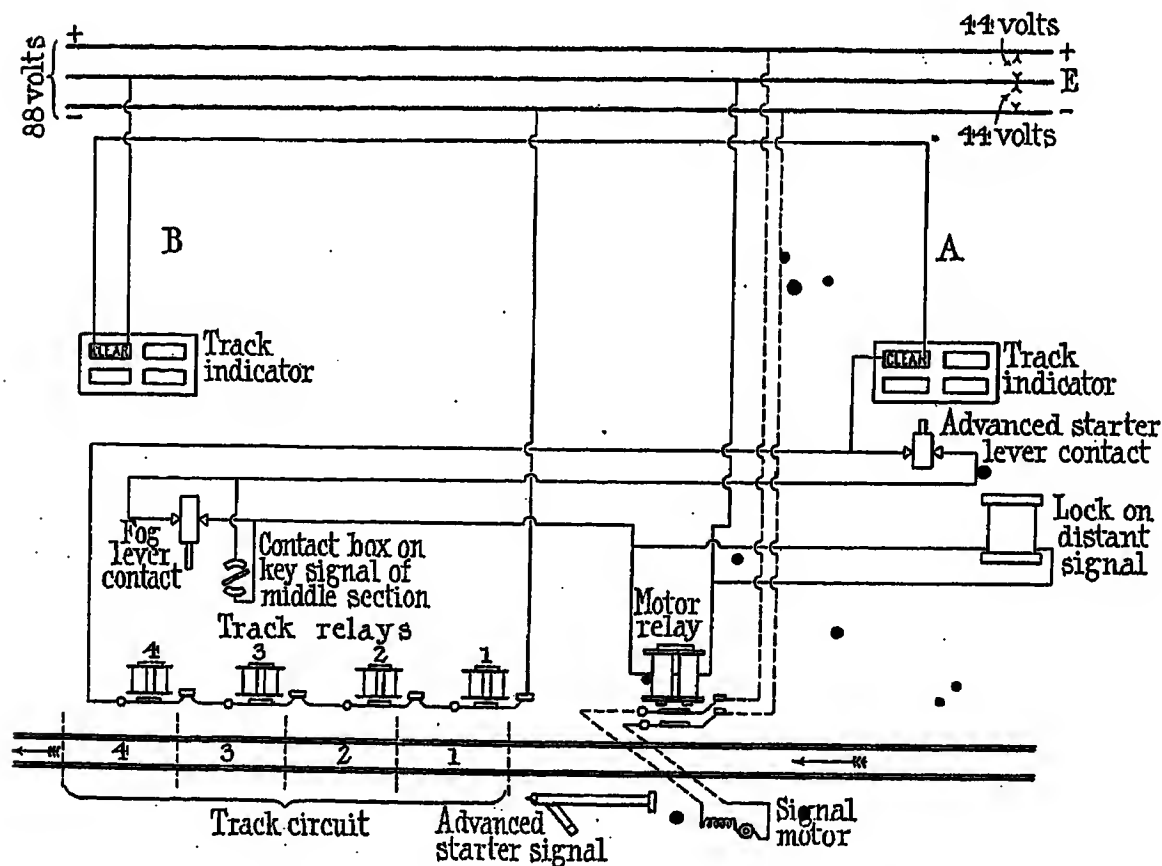 44 volts
+
+
E
88 volts
-
-
44 volts
B
A
CLEAR
Track
indicator
CLEAR
Track
indicator
Advanced starter
lever contact
Fog
lever
contact
Contact box on
key signal of
middle section
Lock on
distant
signal
Track relays
Motor
relay
4
3
2
1
4
3
2
1
Track circuit
Advanced
starter signal
Signal
motor